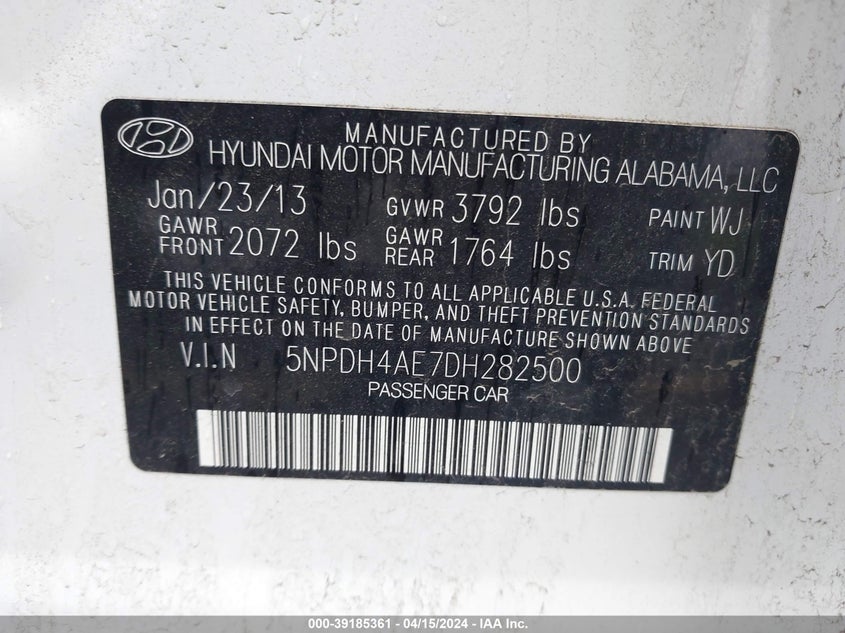 MANUFACTURED BY
HYUNDAI MOTOR MANUFACTURING ALABAMA, LLC
Jan/23/13 GVWR 3792 lbs PAINT WJ
GAWR FRONT 2072 lbs GAWR REAR 1764 lbs TRIM YD
THIS VEHICLE CONFORMS TO ALL APPLICABLE U.S.A. FEDERAL
MOTOR VEHICLE SAFETY, BUMPER, AND THEFT PREVENTION STANDARDS
IN EFFECT ON THE DATE OF MANUFACTURE SHOWN ABOVE
V.I.N 5NPDH4AE7DH282500
PASSENGER CAR
000-39185361 - 04/15/2024 - IAA Inc.